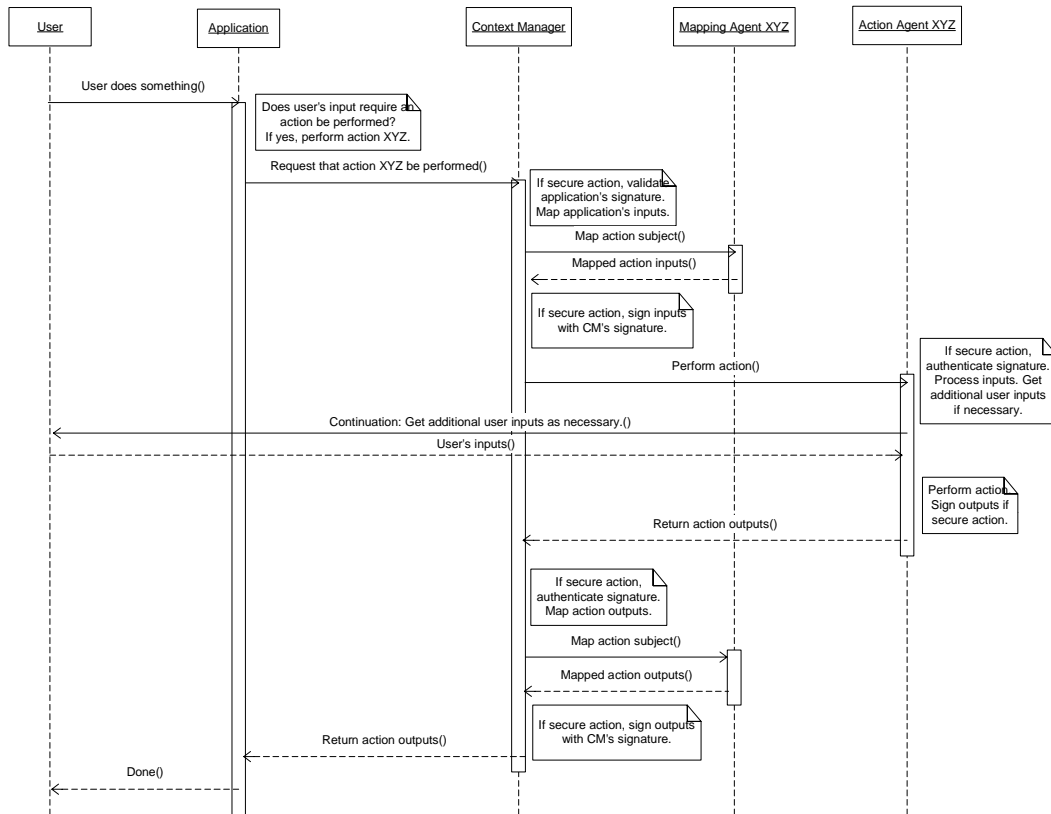 User
Application
Context Manager
Mapping Agent XYZ
Action Agent XYZ
User does something()
Does user's input require an
action be performed?
If yes, perform action XYZ.
Request that action XYZ be performed()
If secure action, validate
application's signature.
Map application's inputs.
Map action subject()
Mapped action inputs()
If secure action, sign inputs
with CM's signature.
If secure action,
authenticate signature.
Process inputs. Get
additional user inputs
if necessary.
Perform action()
Continuation: Get additional user inputs as necessary.()
User's inputs()
Perform action.
Sign outputs if
secure action.
Return action outputs()
If secure action,
authenticate signature.
Map action outputs.
Map action subject()
Mapped action outputs()
If secure action, sign outputs
with CM's signature.
Return action outputs()
Done()